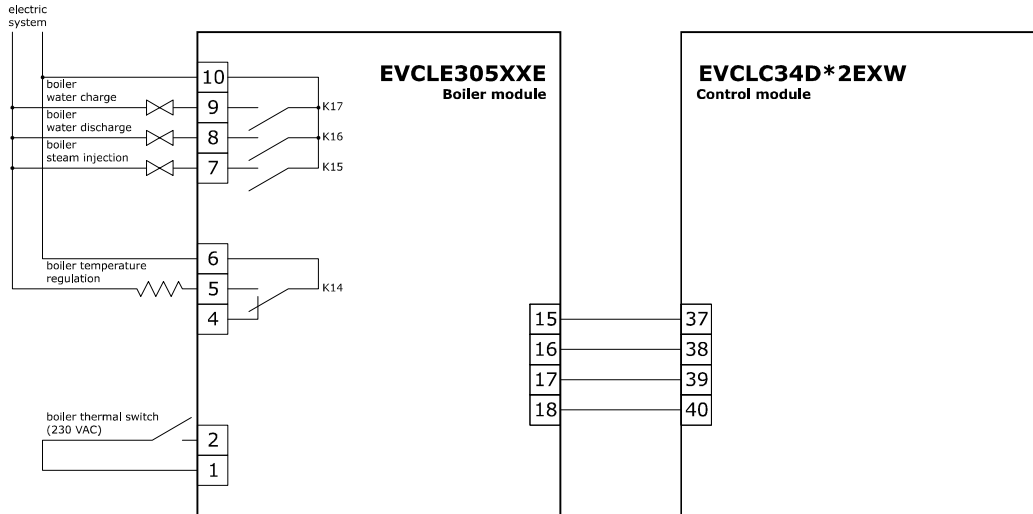 electric
system
EVCLE305XXE
Boiler module
EVCLC34D*2EXW
Control module
10
boiler
water charge
9
K17
boiler
water discharge
8
K16
boiler
steam injection
7
K15
6
boiler temperature
regulation
5
K14
4
15
37
16
38
17
39
18
40
boiler thermal switch
(230 VAC)
2
1